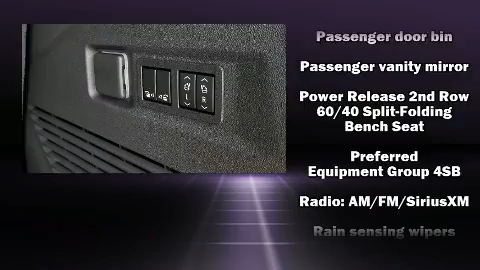 Passenger door bin
Passenger vanity mirror
Power Release 2nd Row
60/40 Split-Folding
Bench Seat
Preferred
Equipment Group 4SB
Radio: AM/FM/SiriusXM
Rain sensing wipers
L
R